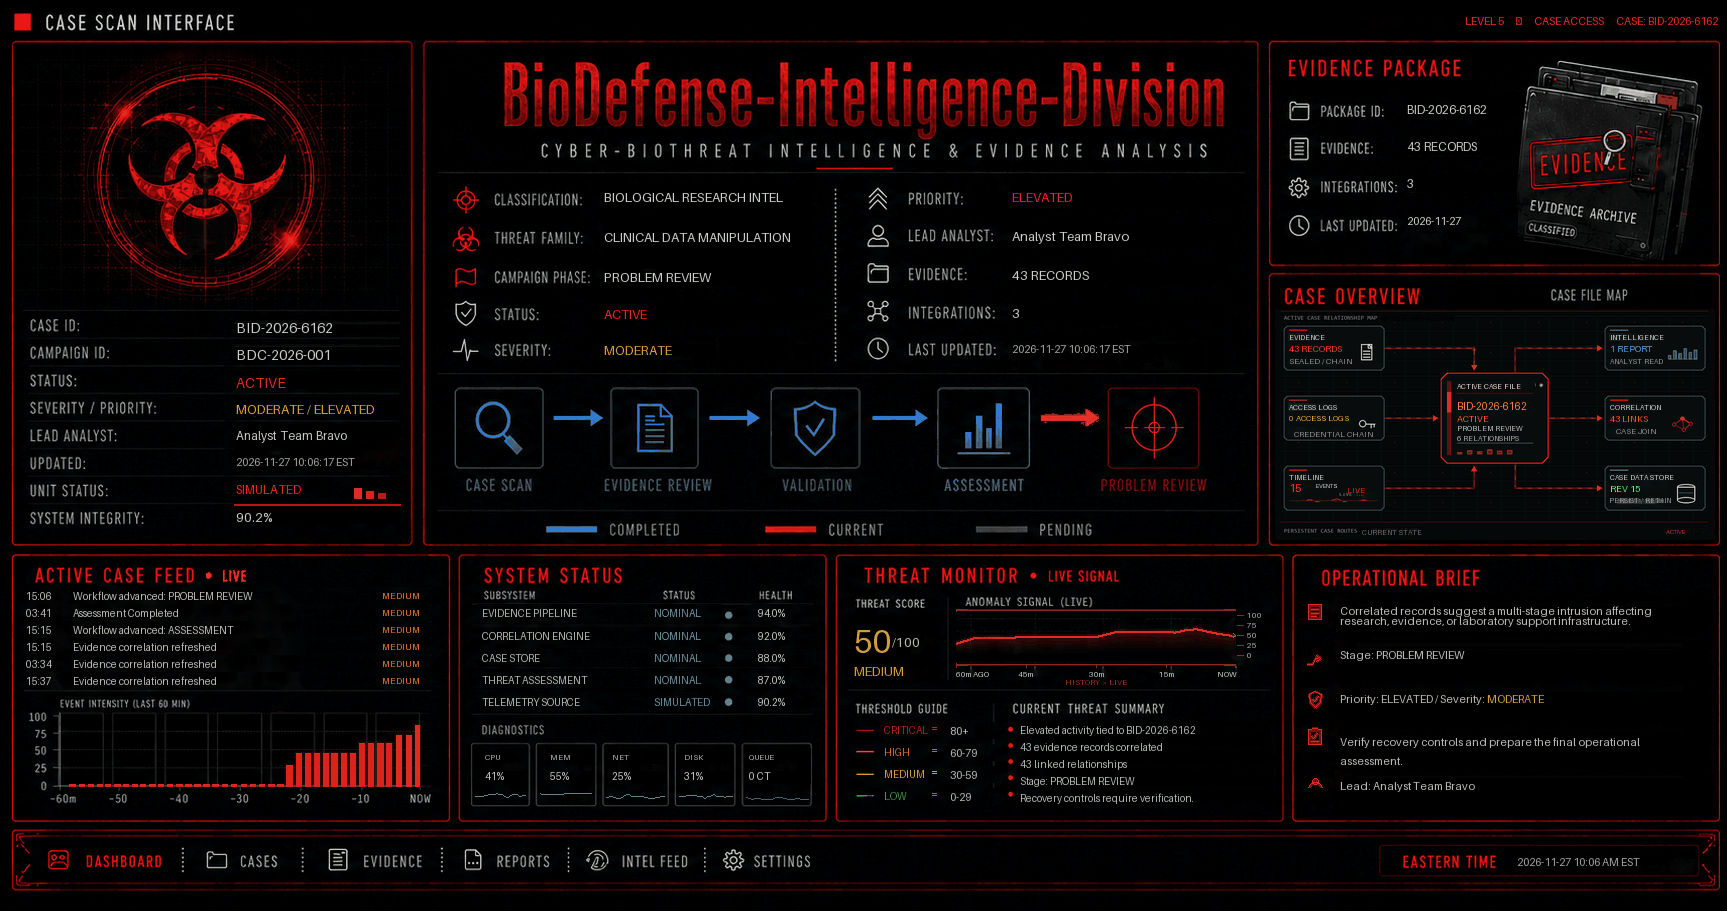 CASE SCAN INTERFACE
LEVEL 5 CASE ACCESS CASE: BID-2026-6162
CASE ID: BID-2026-6162
CAMPAIGN ID: BDC-2026-001
STATUS: ACTIVE
SEVERITY / PRIORITY: MODERATE / ELEVATED
LEAD ANALYST: Analyst Team Bravo
UPDATED: 2026-11-27 10:06:17 EST
UNIT STATUS: SIMULATED
SYSTEM INTEGRITY: 90.2%
BioDefense-Intelligence-Division
CYBER-BIOTHREAT INTELLIGENCE & EVIDENCE ANALYSIS
CLASSIFICATION: BIOLOGICAL RESEARCH INTEL
THREAT FAMILY: CLINICAL DATA MANIPULATION
CAMPAIGN PHASE: PROBLEM REVIEW
STATUS: ACTIVE
SEVERITY: MODERATE
PRIORITY: ELEVATED
LEAD ANALYST: Analyst Team Bravo
EVIDENCE: 43 RECORDS
INTEGRATIONS: 3
LAST UPDATED: 2026-11-27 10:06:17 EST
CASE SCAN
EVIDENCE REVIEW
VALIDATION
ASSESSMENT
PROBLEM REVIEW
COMPLETED
CURRENT
PENDING
EVIDENCE PACKAGE
PACKAGE ID: BID-2026-6162
EVIDENCE: 43 RECORDS
INTEGRATIONS: 3
LAST UPDATED: 2026-11-27
EVIDENCE
EVIDENCE ARCHIVE
CLASSIFIED
CASE OVERVIEW
CASE FILE MAP
ACTIVE CASE RELATIONSHIP MAP
EVIDENCE
43 RECORDS
SEALED / CHAIN
ACCESS LOGS
0 ACCESS LOGS
CREDENTIAL CHAIN
TIMELINE
15 EVENTS
LIVE
ACTIVE CASE FILE
BID-2026-6162
ACTIVE
PROBLEM REVIEW
6 RELATIONSHIPS
INTELLIGENCE
1 REPORT
ANALYST READ
CORRELATION
43 LINKS
CASE JOIN
CASE DATASTORE
REV 15
PERSISTENT CASE ROUTES CURRENT STATE
ACTIVE
ACTIVE CASE FEED • LIVE
15:06 Workflow advanced: PROBLEM REVIEW MEDIUM
03:41 Assessment Completed MEDIUM
15:15 Workflow advanced: ASSESSMENT MEDIUM
15:15 Evidence correlation refreshed MEDIUM
03:34 Evidence correlation refreshed MEDIUM
15:37 Evidence correlation refreshed MEDIUM
EVENT INTENSITY (LAST 60 MIN)
100
75
50
25
0
-60m -50 -40 -30 -20 -10 NOW
SYSTEM STATUS
SUBSYSTEM STATUS HEALTH
EVIDENCE PIPELINE NOMINAL 94.0%
CORRELATION ENGINE NOMINAL 92.0%
CASE STORE NOMINAL 88.0%
THREAT ASSESSMENT NOMINAL 87.0%
TELEMETRY SOURCE SIMULATED 90.2%
DIAGNOSTICS
CPU MEM NET DISK QUEUE
41% 55% 25% 31% 0 CT
THREAT MONITOR • LIVE SIGNAL
THREAT SCORE
50/100
MEDIUM
ANOMALY SIGNAL (LIVE)
100
75
50
25
0
60m AGO 45m 30m 15m NOW
HISTORY > LIVE
THRESHOLD GUIDE
CRITICAL = 80+
HIGH = 60-79
MEDIUM = 30-59
LOW = 0-29
CURRENT THREAT SUMMARY
• Elevated activity tied to BID-2026-6162
• 43 evidence records correlated
• 43 linked relationships
• Stage: PROBLEM REVIEW
• Recovery controls require verification.
OPERATIONAL BRIEF
Correlated records suggest a multi-stage intrusion affecting
research, evidence, or laboratory support infrastructure.
Stage: PROBLEM REVIEW
Priority: ELEVATED / Severity: MODERATE
Verify recovery controls and prepare the final operational
assessment.
Lead: Analyst Team Bravo
DASHBOARD
CASES
EVIDENCE
REPORTS
INTEL FEED
SETTINGS
EASTERN TIME 2026-11-27 10:06 AM EST